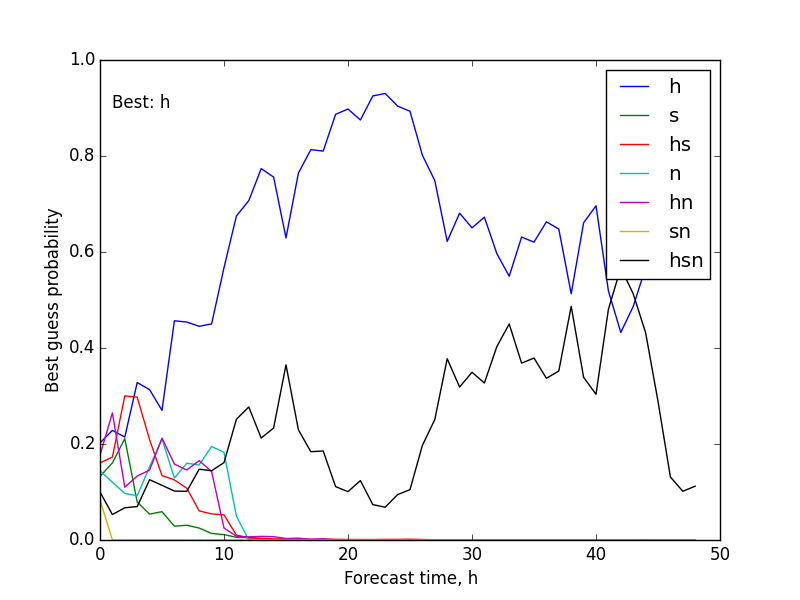 1.0
Best: h
h
s
hs
n
hn
sn
hsn
0.8
0.6
0.4
0.2
0.0
Best guess probability
0 10 20 30 40 50
Forecast time, h